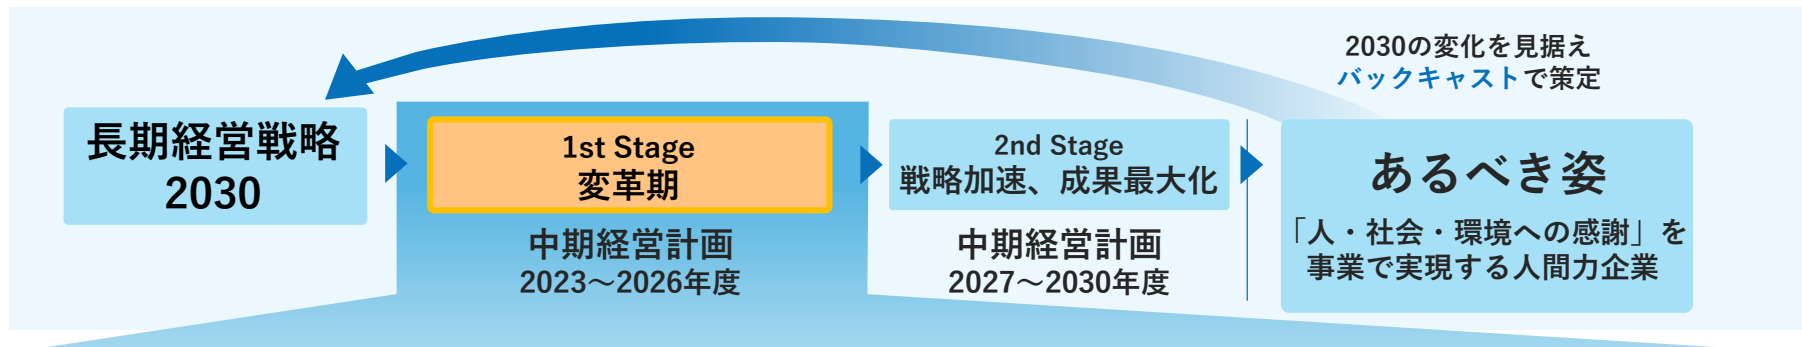 2030の変化を見据え
バックキャストで策定
長期経営戦略
2030
1st Stage
変革期
中期経営計画
2023～2026年度
2nd Stage
戦略加速、成果最大化
中期経営計画
2027～2030年度
あるべき姿
「人・社会・環境への感謝」を
事業で実現する人間力企業